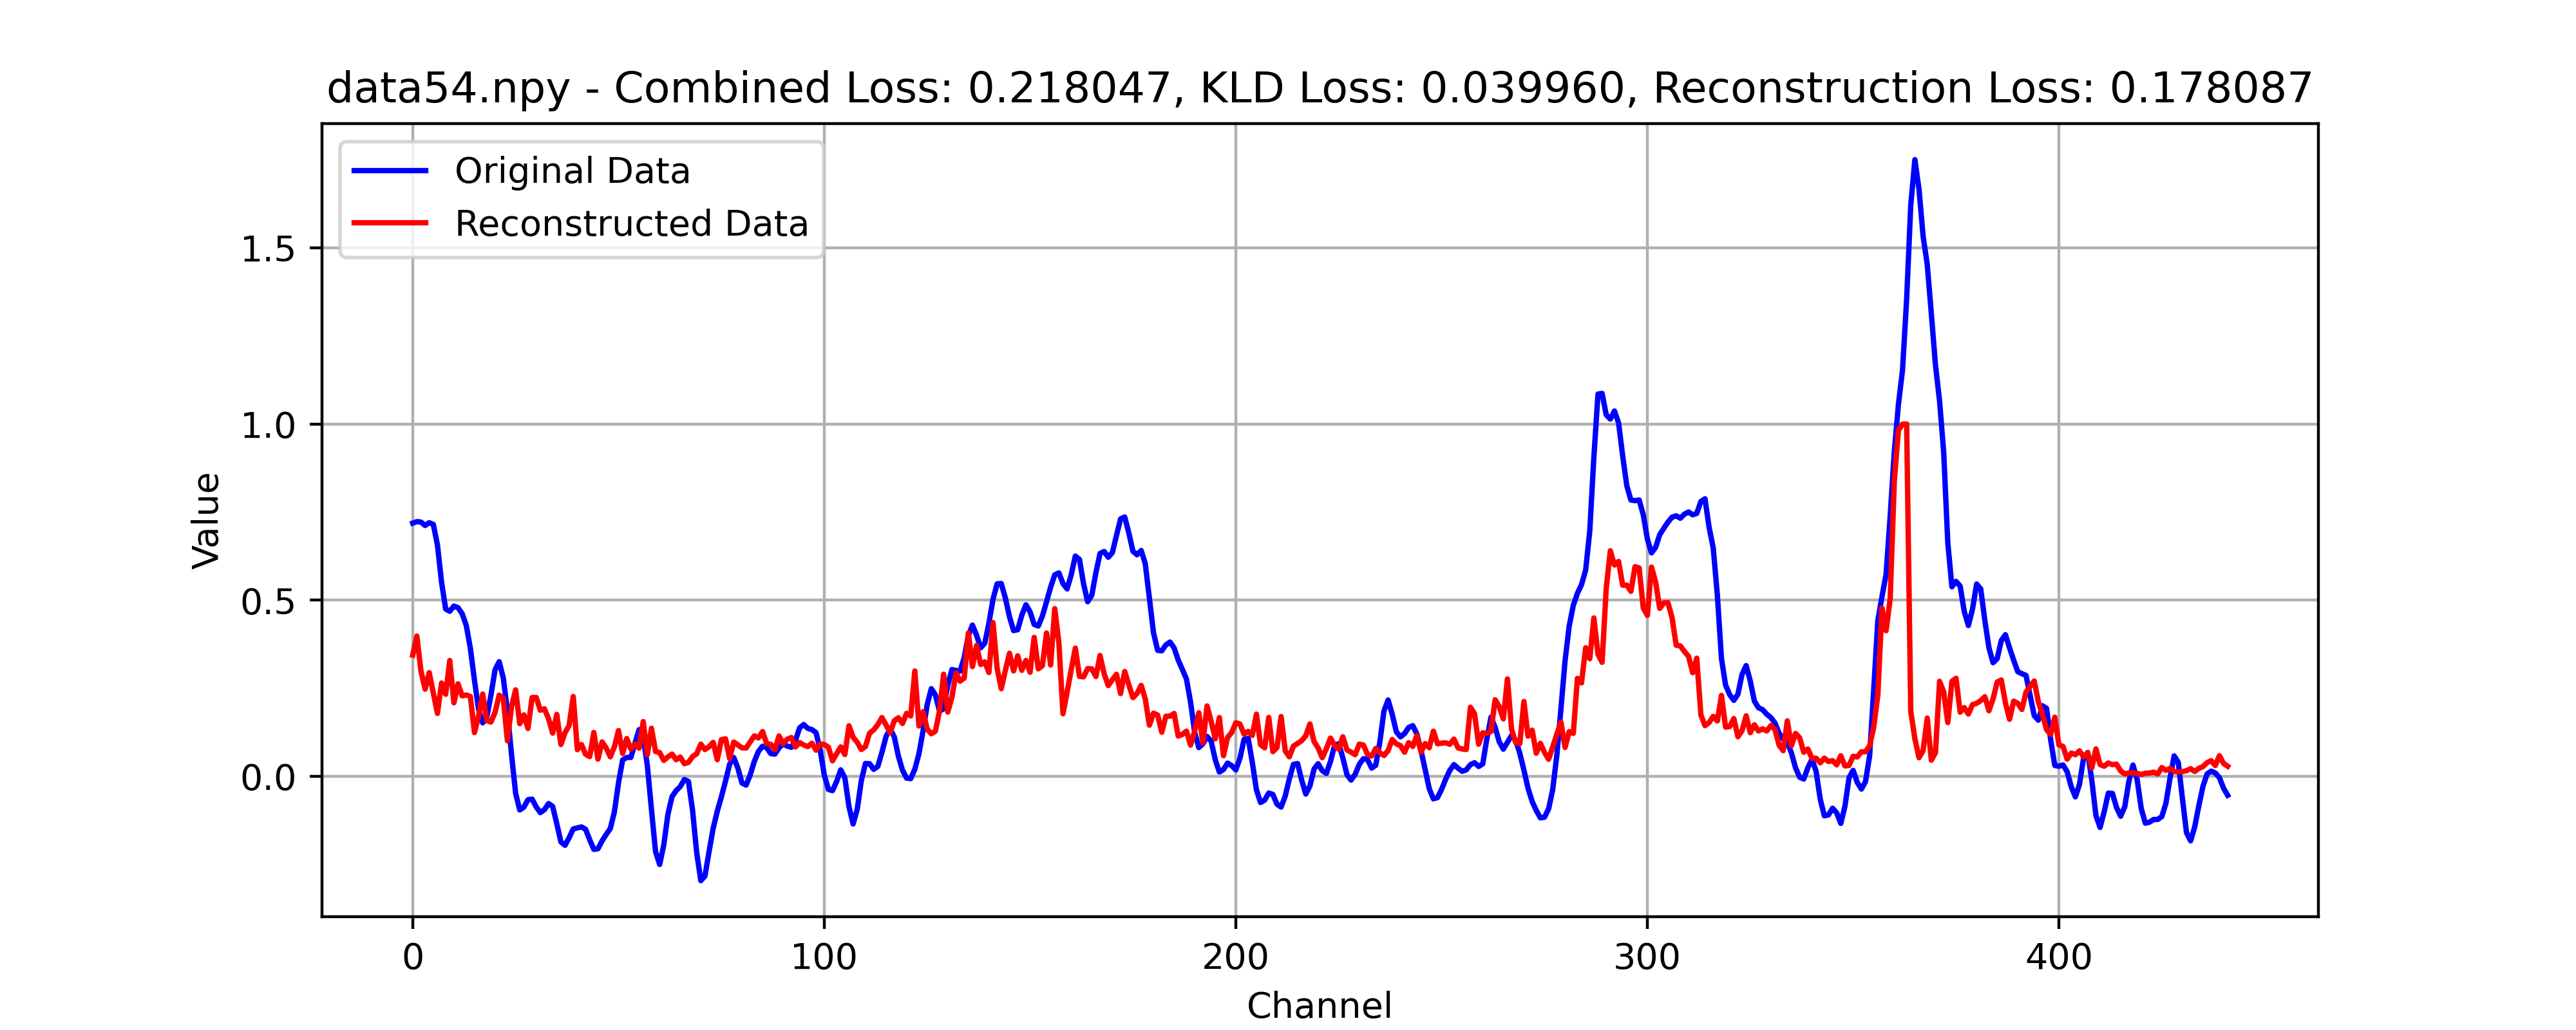 data54.npy - Combined Loss: 0.218047, KLD Loss: 0.039960, Reconstruction Loss: 0.178087
Original Data
Reconstructed Data
1.5
1.0
0.5
0.0
Value
0 100 200 300 400
Channel